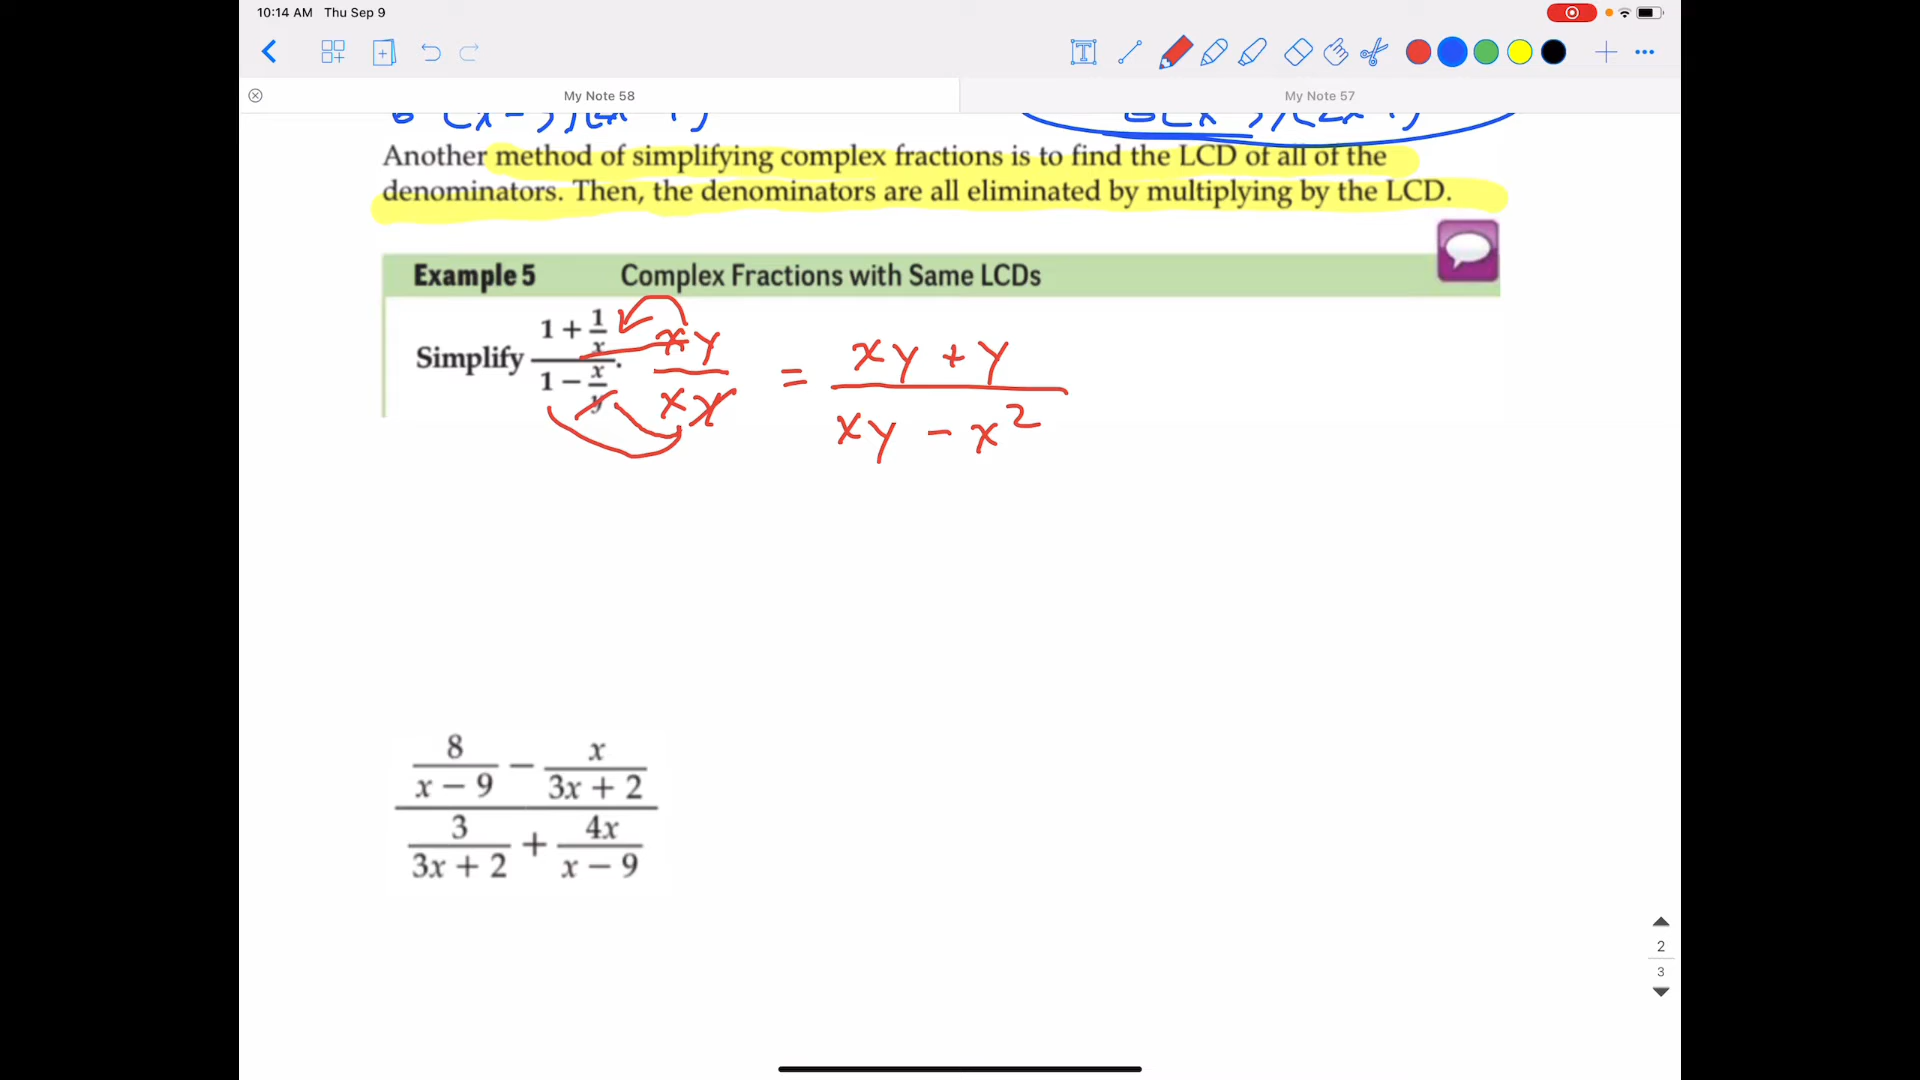 10:14 AM Thu Sep 9
My Note 58
My Note 57
Another method of simplifying complex fractions is to find the LCD of all of the
denominators. Then, the denominators are all eliminated by multiplying by the LCD.
Example 5 Complex Fractions with Same LCDs
1 + 1/x
Simplify
1 − x/y .
xy
xy
= xy + y
xy − x²
8 − x
x − 9 3x + 2
3 + 4x
3x + 2 x − 9
2
3